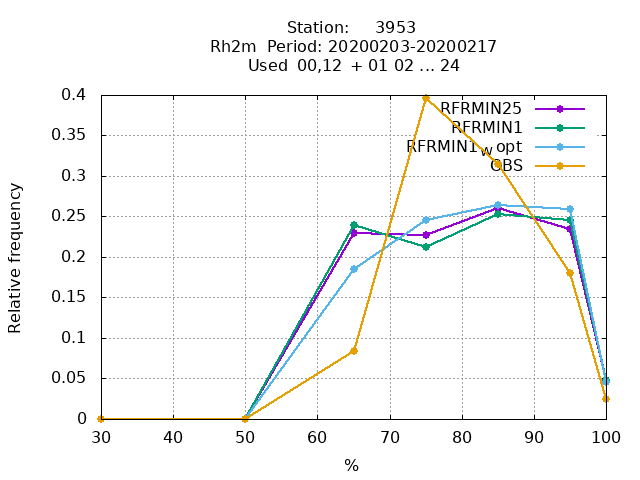 Station: 3953
Rh2m Period: 20200203-20200217
Used 00,12 + 01 02 ... 24
0.4
0.35
0.3
0.25
0.2
0.15
0.1
0.05
0
Relative frequency
RFRMIN25
RFRMIN1
RFRMIN1w opt
OBS
30 40 50 60 70 80 90 100
%